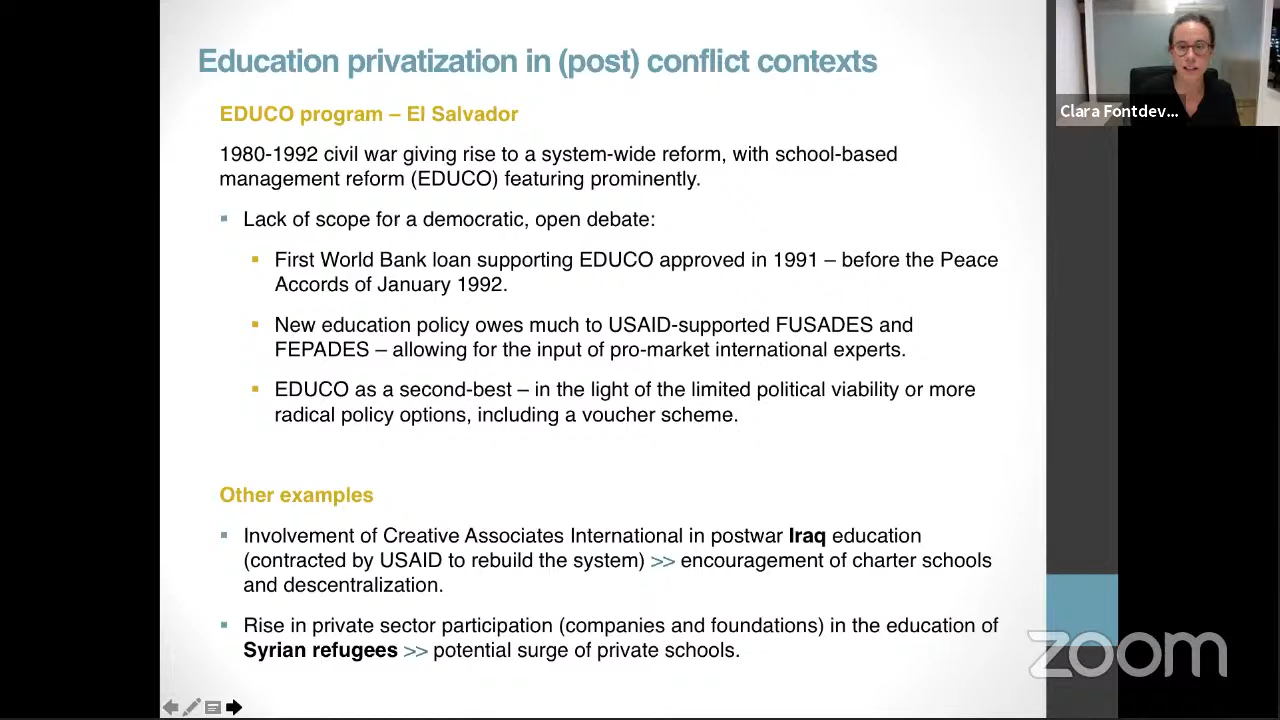 Education privatization in (post) conflict contexts
Clara Fontdev...
EDUCO program – El Salvador
1980-1992 civil war giving rise to a system-wide reform, with school-based
management reform (EDUCO) featuring prominently.
Lack of scope for a democratic, open debate:
First World Bank loan supporting EDUCO approved in 1991 – before the Peace
Accords of January 1992.
New education policy owes much to USAID-supported FUSADES and
FEPADES – allowing for the input of pro-market international experts.
EDUCO as a second-best – in the light of the limited political viability or more
radical policy options, including a voucher scheme.
Other examples
Involvement of Creative Associates International in postwar Iraq education
(contracted by USAID to rebuild the system) >> encouragement of charter schools
and descentralization.
Rise in private sector participation (companies and foundations) in the education of
Syrian refugees >> potential surge of private schools.
zoom